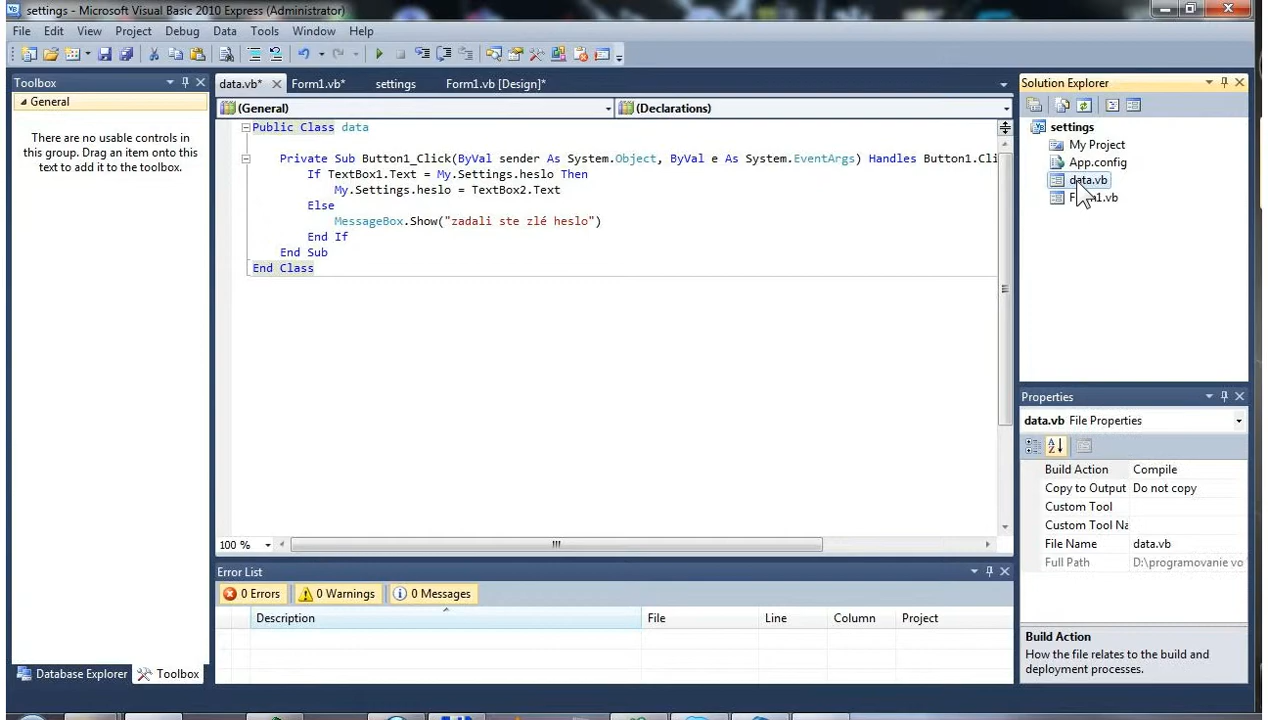 settings - Microsoft Visual Basic 2010 Express (Administrator)
File Edit View Project Debug Data Tools Window Help
Toolbox
General
There are no usable controls in
this group. Drag an item onto this
text to add it to the toolbox.
Database Explorer Toolbox
data.vb* Form1.vb* settings Form1.vb [Design]*
(General) (Declarations)
Public Class data
Private Sub Button1_Click(ByVal sender As System.Object, ByVal e As System.EventArgs) Handles Button1.Cli
If TextBox1.Text = My.Settings.heslo Then
My.Settings.heslo = TextBox2.Text
Else
MessageBox.Show("zadali ste zlé heslo")
End If
End Sub
End Class
100 %
Error List
0 Errors 0 Warnings 0 Messages
Description File Line Column Project
Solution Explorer
settings
My Project
App.config
data.vb
Form1.vb
Properties
data.vb File Properties
Build Action Compile
Copy to Output Do not copy
Custom Tool
Custom Tool Na
File Name data.vb
Full Path D:\programovanie vo
Build Action
How the file relates to the build and
deployment processes.